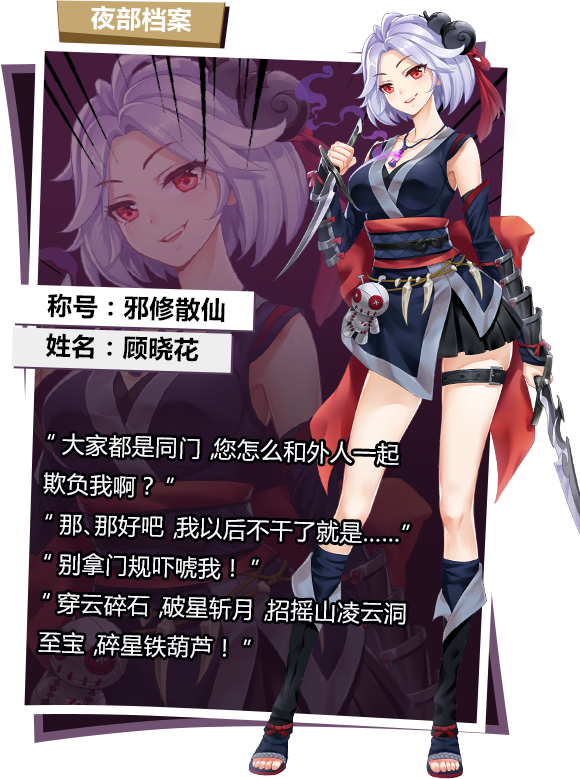 夜部档案
称号：邪修散仙
姓名：顾晓花
“大家都是同门，您怎么和外人一起
欺负我啊？”
“那、那好吧，我以后不干了就是……”
“别拿门规吓唬我！”
“穿云碎石，破星斩月，招摇山凌云洞
至宝，碎星铁葫芦！”